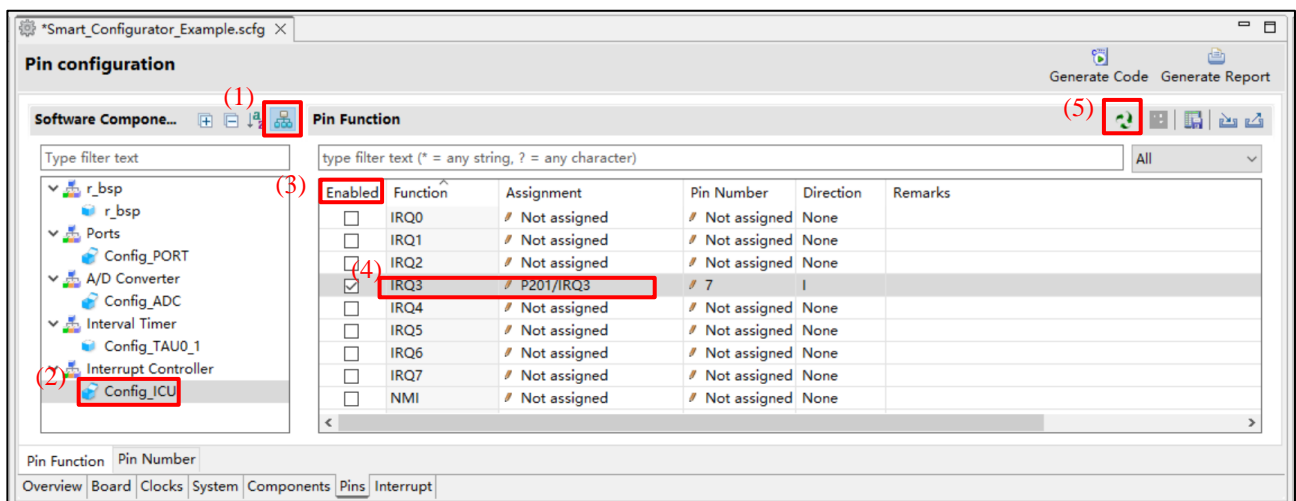 *Smart_Configurator_Example.scfg
Pin configuration
Generate Code Generate Report
(1)
(5)
Software Compone... Pin Function
Type filter text type filter text (* = any string, ? = any character) All
(3) Enabled Function Assignment Pin Number Direction Remarks
r_bsp
r_bsp
Ports
Config_PORT
A/D Converter
Config_ADC
Interval Timer
Config_TAU0_1
Interrupt Controller
(2) Config_ICU
IRQ0 Not assigned Not assigned None
IRQ1 Not assigned Not assigned None
IRQ2 Not assigned Not assigned None
(4)
IRQ3 P201/IRQ3 7 I
IRQ4 Not assigned Not assigned None
IRQ5 Not assigned Not assigned None
IRQ6 Not assigned Not assigned None
IRQ7 Not assigned Not assigned None
NMI Not assigned Not assigned None
Pin Function Pin Number
Overview Board Clocks System Components Pins Interrupt